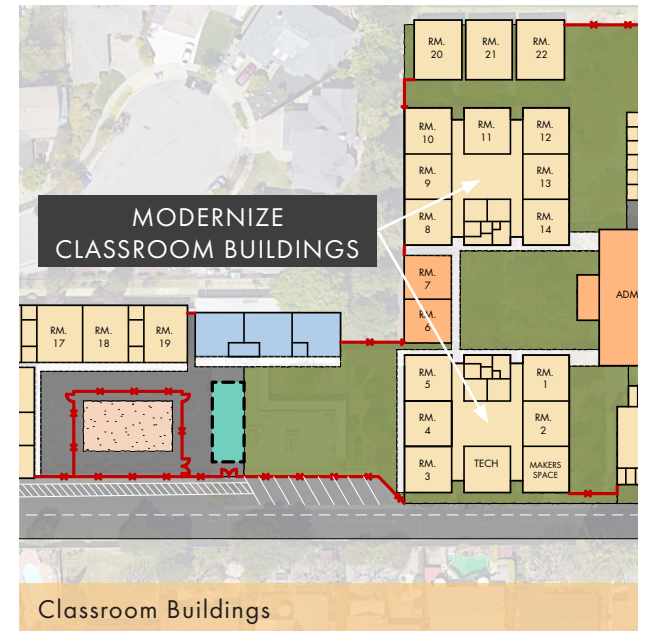 RM.
20
RM.
21
RM.
22
RM.
10
RM.
11
RM.
12
RM.
9
RM.
13
RM.
8
RM.
14
MODERNIZE
CLASSROOM BUILDINGS
RM.
7
ADM
RM.
6
RM.
17
RM.
18
RM.
19
RM.
5
RM.
1
RM.
4
RM.
2
RM.
3
TECH
MAKERS
SPACE
Classroom Buildings